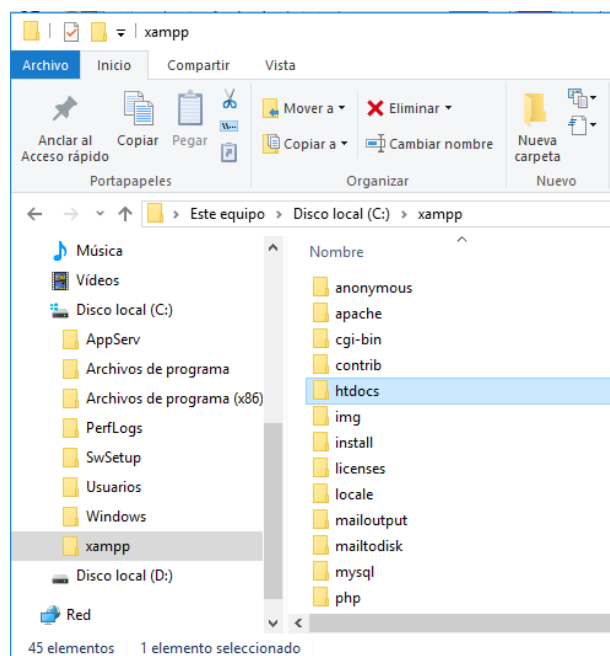 xampp
Archivo Inicio Compartir Vista
Anclar al Acceso rápido
Copiar
Pegar
Mover a
Copiar a
Eliminar
Cambiar nombre
Nueva carpeta
Portapapeles Organizar Nuevo
Este equipo > Disco local (C:) > xampp
Música
Vídeos
Disco local (C:)
AppServ
Archivos de programa
Archivos de programa (x86)
PerfLogs
SwSetup
Usuarios
Windows
xampp
Disco local (D:)
Red
Nombre
anonymous
apache
cgi-bin
contrib
htdocs
img
install
licenses
locale
mailoutput
mailtodisk
mysql
php
45 elementos 1 elemento seleccionado